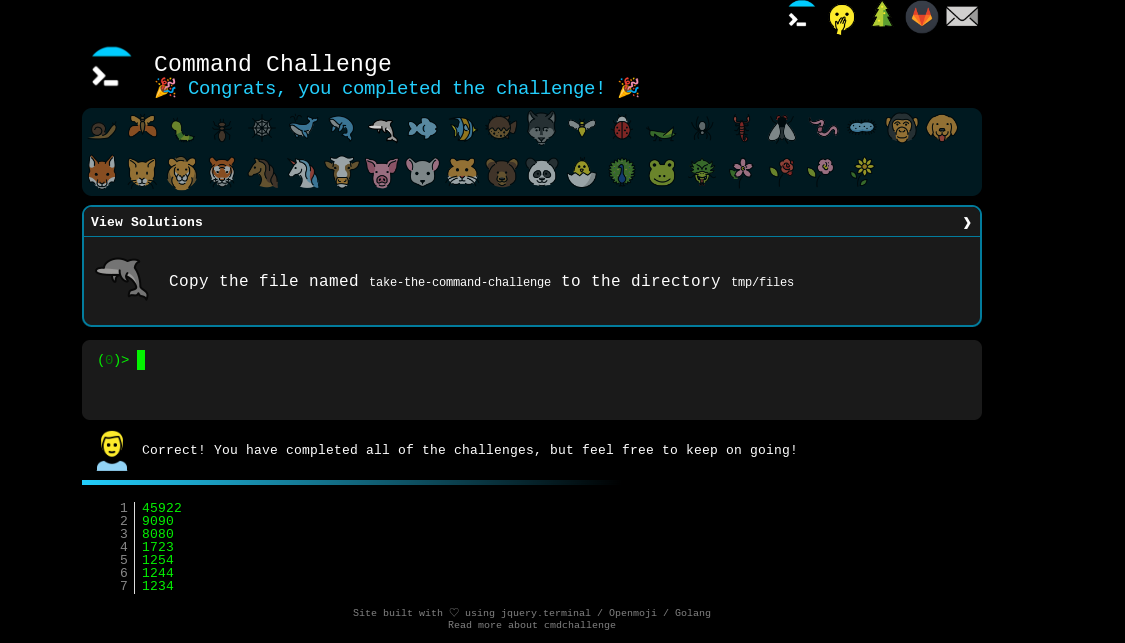 Command Challenge
🎉 Congrats, you completed the challenge! 🎉
View Solutions ❯
Copy the file named take-the-command-challenge to the directory tmp/files
(0)>
Correct! You have completed all of the challenges, but feel free to keep on going!
1 45922
2 9090
3 8080
4 1723
5 1254
6 1244
7 1234
Site built with ♡ using jquery.terminal / Openmoji / Golang
Read more about cmdchallenge